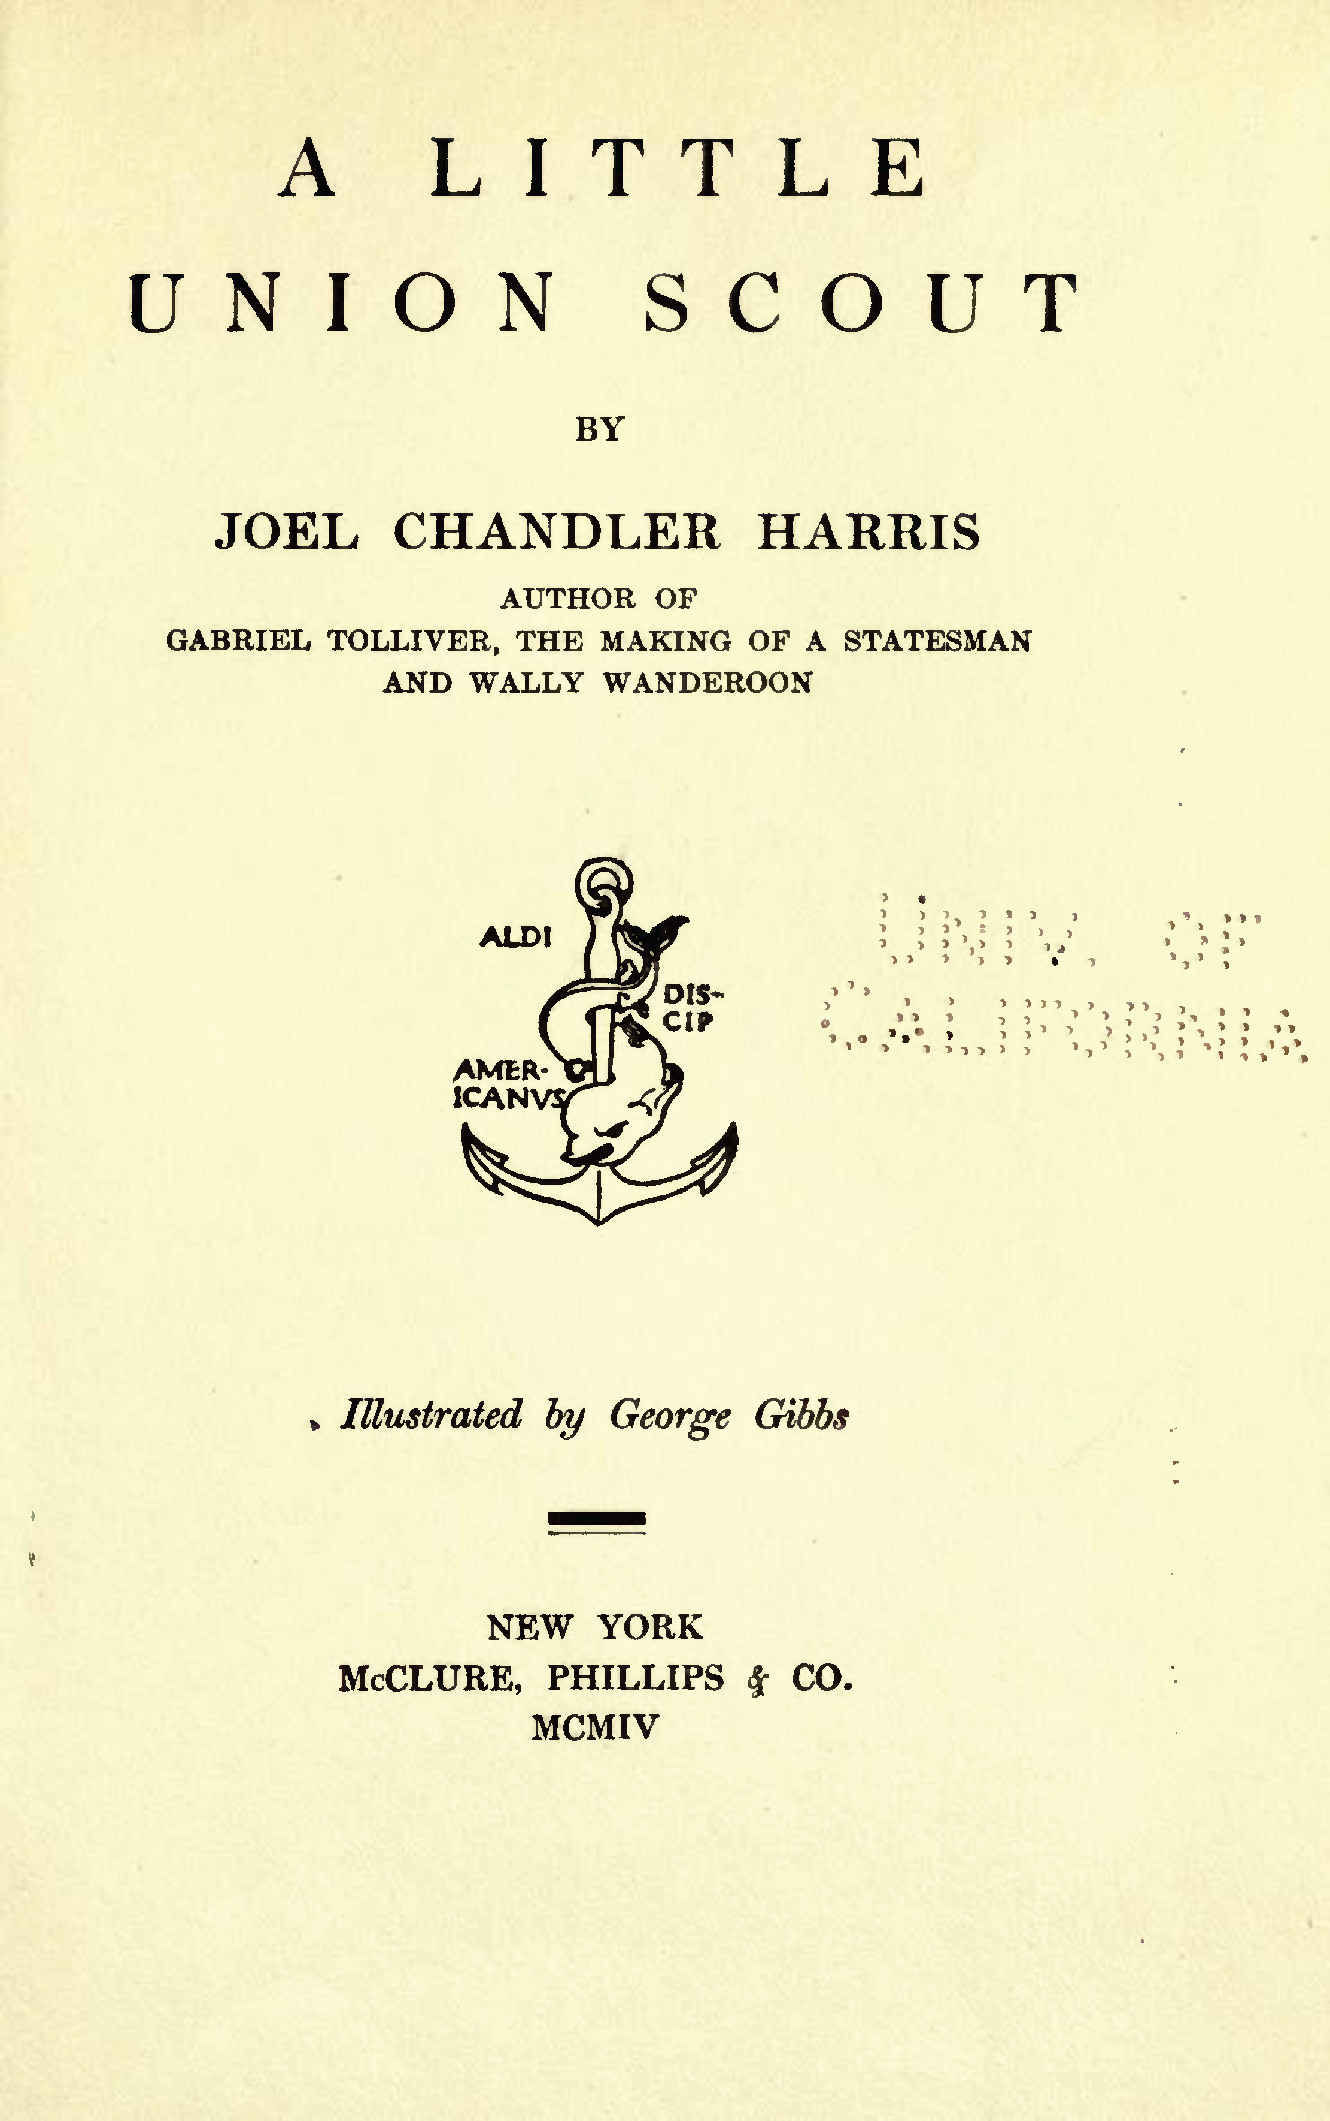 A LITTLE
UNION SCOUT
BY
JOEL CHANDLER HARRIS
AUTHOR OF
GABRIEL TOLLIVER, THE MAKING OF A STATESMAN
AND WALLY WANDEROON
ALDI
DIS-
CIP
AMER-
ICANVS
UNIV. OF
CALIFORNIA
Illustrated by George Gibbs
NEW YORK
McCLURE, PHILLIPS & CO.
MCMIV